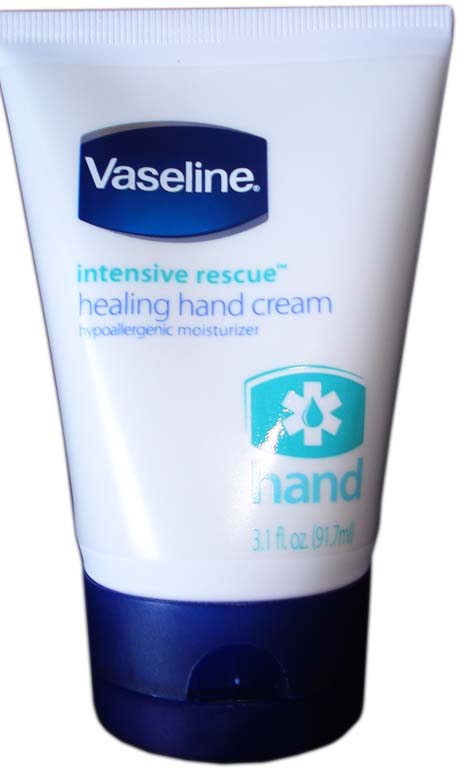 Vaseline®
intensive rescue™
healing hand cream
hypoallergenic moisturizer
hand
3.1 fl. oz. (91.7ml)